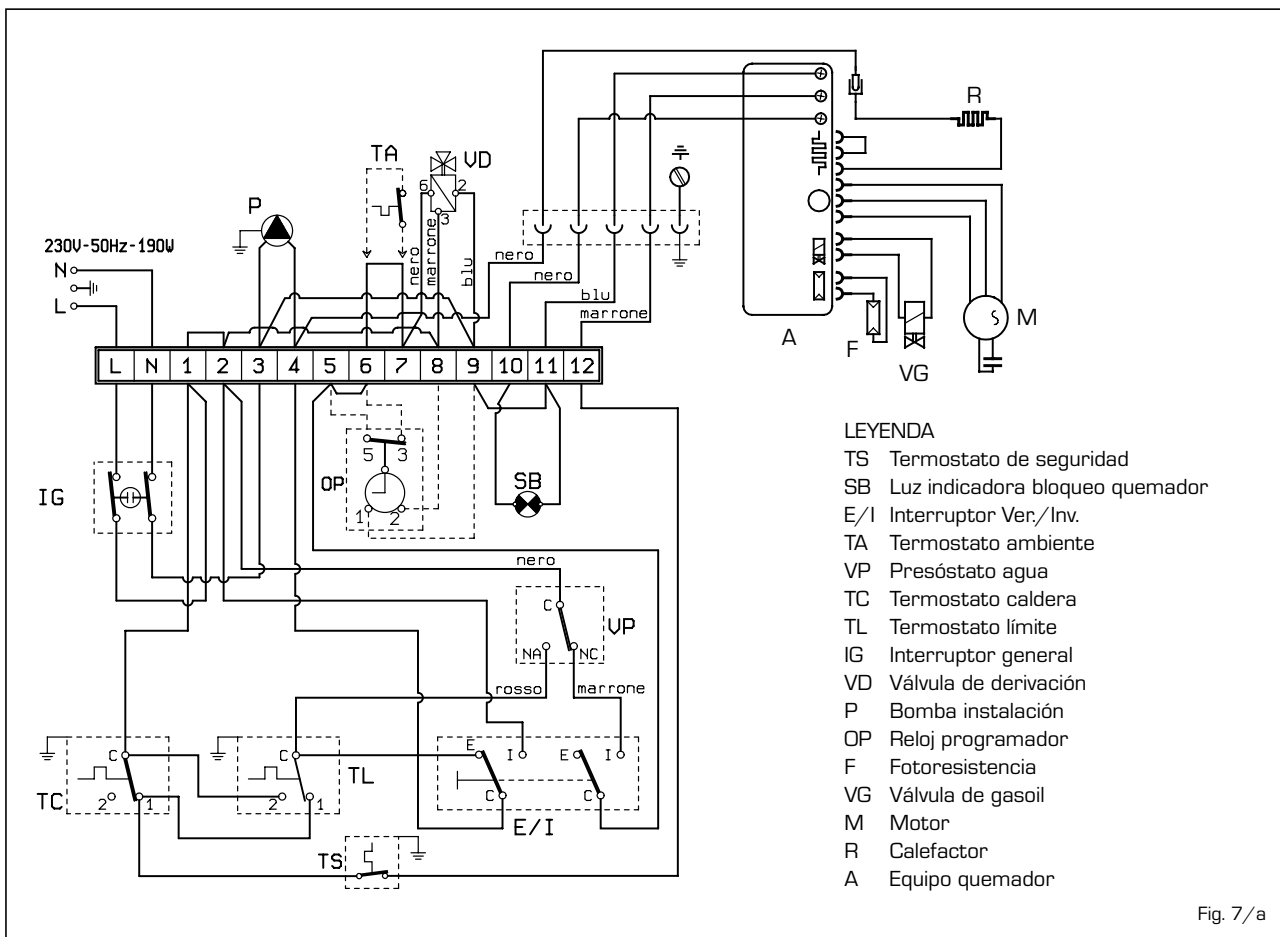 230V-50Hz-190W
N
L
P
TA
VD
6 2
3
nero
marrone
blu
nero
nero
blu
marrone
R
A
F
VG
M
L N 1 2 3 4 5 6 7 8 9 10 11 12
IG
5 3
OP
1 2
SB
nero
C
VP
NA NC
rosso
marrone
C
2 1
TC
C
2 1
TL
E I E I
C C
E/I
TS
LEYENDA
TS Termostato de seguridad
SB Luz indicadora bloqueo quemador
E/I Interruptor Ver./Inv.
TA Termostato ambiente
VP Presóstato agua
TC Termostato caldera
TL Termostato límite
IG Interruptor general
VD Válvula de derivación
P Bomba instalación
OP Reloj programador
F Fotoresistencia
VG Válvula de gasoil
M Motor
R Calefactor
A Equipo quemador
Fig. 7/a